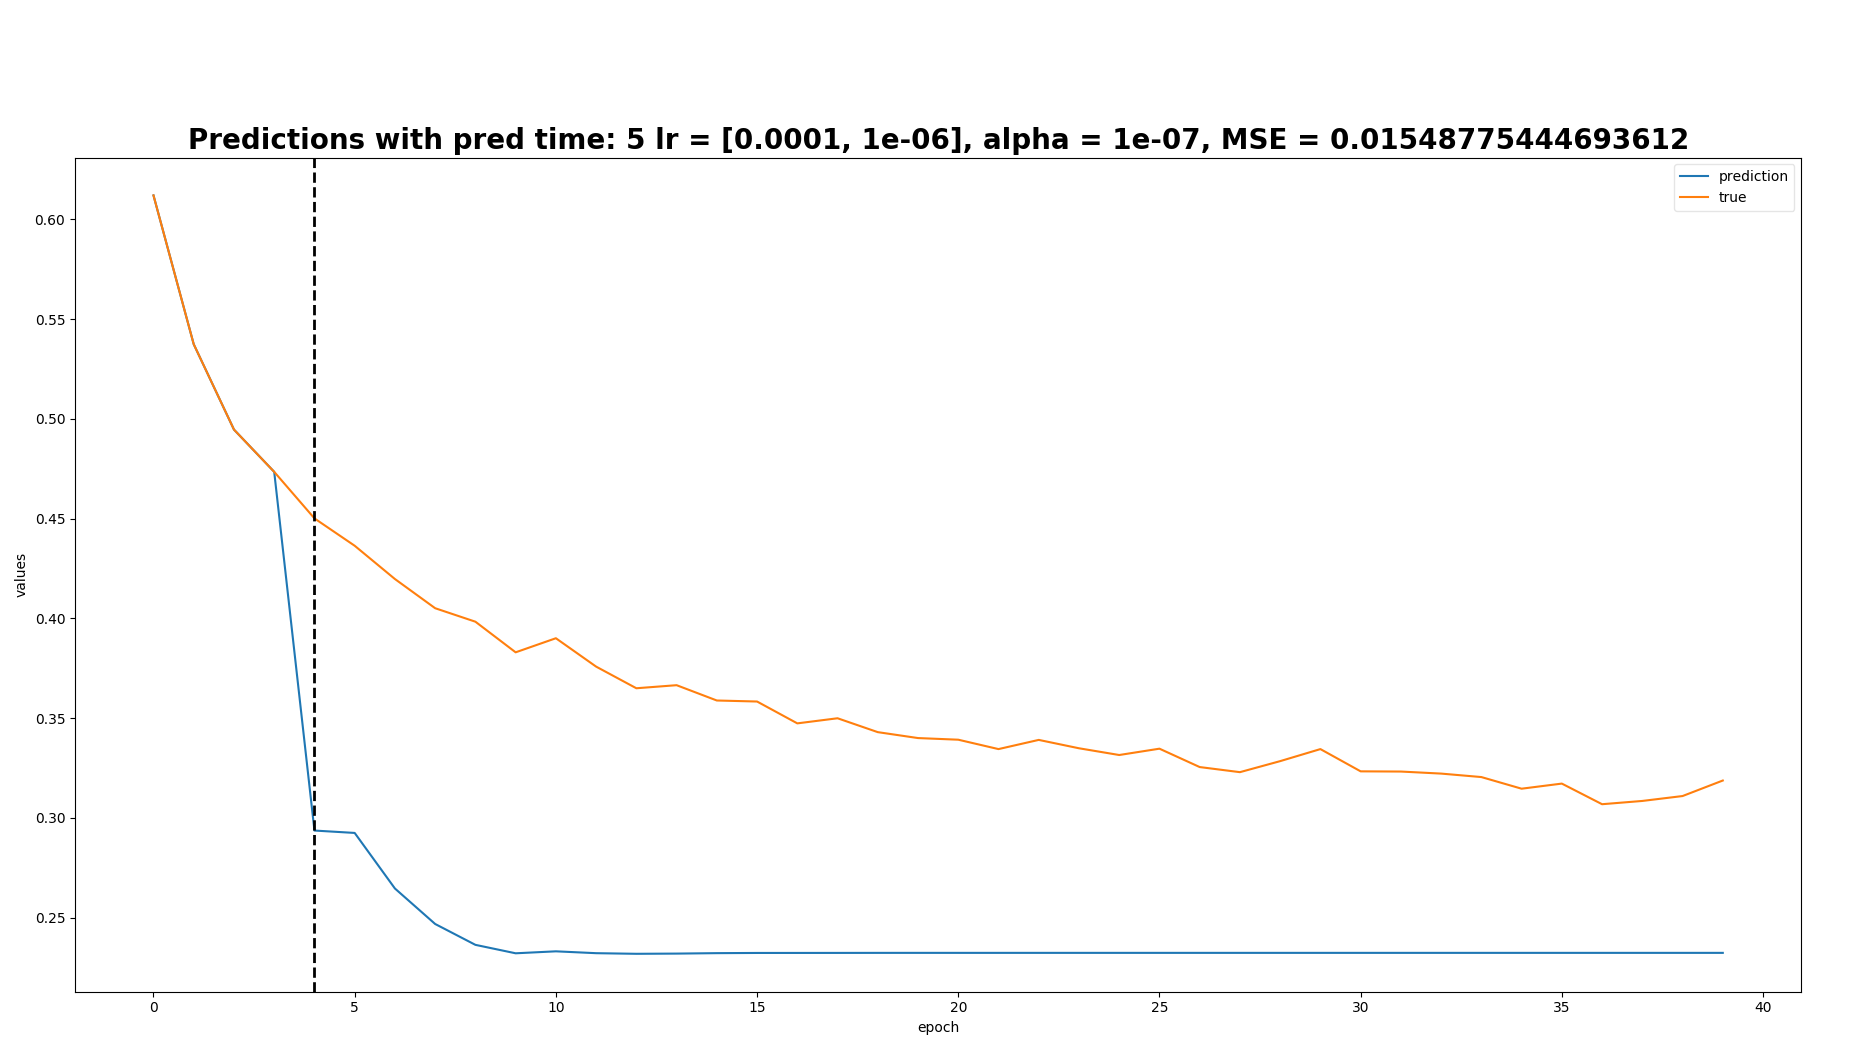 Predictions with pred time: 5 lr = [0.0001, 1e-06], alpha = 1e-07, MSE = 0.01548775444693612
prediction
true
0.60
0.55
0.50
0.45
0.40
0.35
0.30
0.25
values
0 5 10 15 20 25 30 35 40
epoch